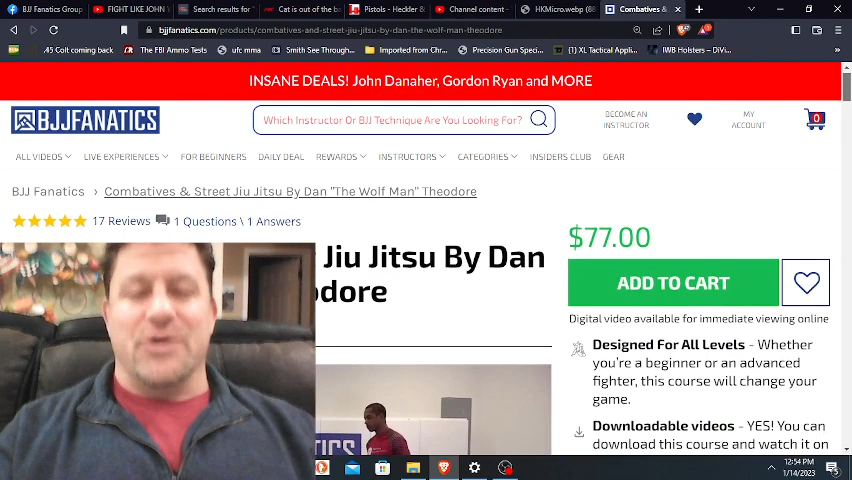 BJJ Fanatics Group
FIGHT LIKE JOHN
Search results for
Cat is out of the
Pistols - Heckler &
Channel content -
HKMicro.webp (88
Combatives &
bjjfanatics.com/products/combatives-and-street-jiu-jitsu-by-dan-the-wolf-man-theodore
.45 Colt coming back
The FBI Ammo Tests
ufc mma
Smith See Through...
Imported from Chro...
Precision Gun Speci...
XL Tactical Applic...
IWB Holsters – DiVi...
INSANE DEALS! John Danaher, Gordon Ryan and MORE
BJJFANATICS
Which Instructor Or BJJ Technique Are You Looking For?
BECOME AN
INSTRUCTOR
MY
ACCOUNT
0
ALL VIDEOS
LIVE EXPERIENCES
FOR BEGINNERS
DAILY DEAL
REWARDS
INSTRUCTORS
CATEGORIES
INSIDERS CLUB
GEAR
BJJ Fanatics › Combatives & Street Jiu Jitsu By Dan "The Wolf Man" Theodore
17 Reviews
1 Questions \ 1 Answers
Jiu Jitsu By Dan
odore
$77.00
ADD TO CART
Digital video available for immediate viewing online
Designed For All Levels - Whether
you're a beginner or an advanced
fighter, this course will change your
game.
Downloadable videos - YES! You can
download this course and watch it on
12:54 PM
1/14/2023